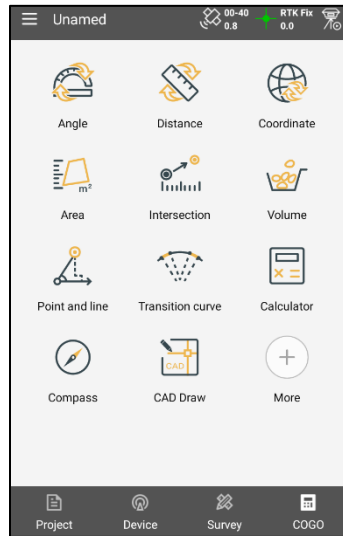 Unamed
00-40
0.8
RTK Fix
0.0
Angle
Distance
Coordinate
m²
Area
Intersection
Volume
Point and line
Transition curve
Calculator
CAD
Compass
CAD Draw
More
Project
Device
Survey
COGO